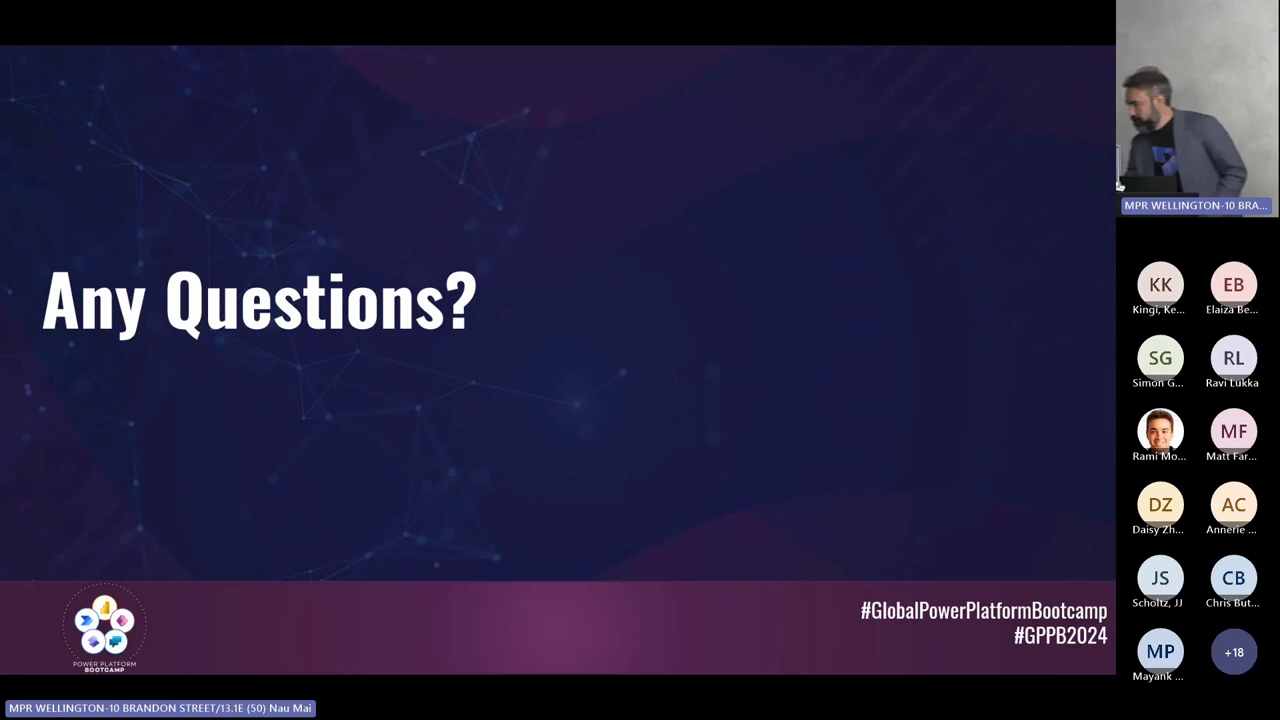 Any Questions?
#GlobalPowerPlatformBootcamp
#GPPB2024
POWER PLATFORM
BOOTCAMP
MPR WELLINGTON-10 BRANDON STREET/13.1E (50) Nau Mai
MPR WELLINGTON-10 BRA...
KK
EB
Kingi, Ke...
Elaiza Be...
SG
RL
Simon G...
Ravi Lukka
MF
Rami Mo...
Matt Far...
DZ
AC
Daisy Zh...
Annerie ...
JS
CB
Scholtz, JJ
Chris But...
MP
+18
Mayank ...